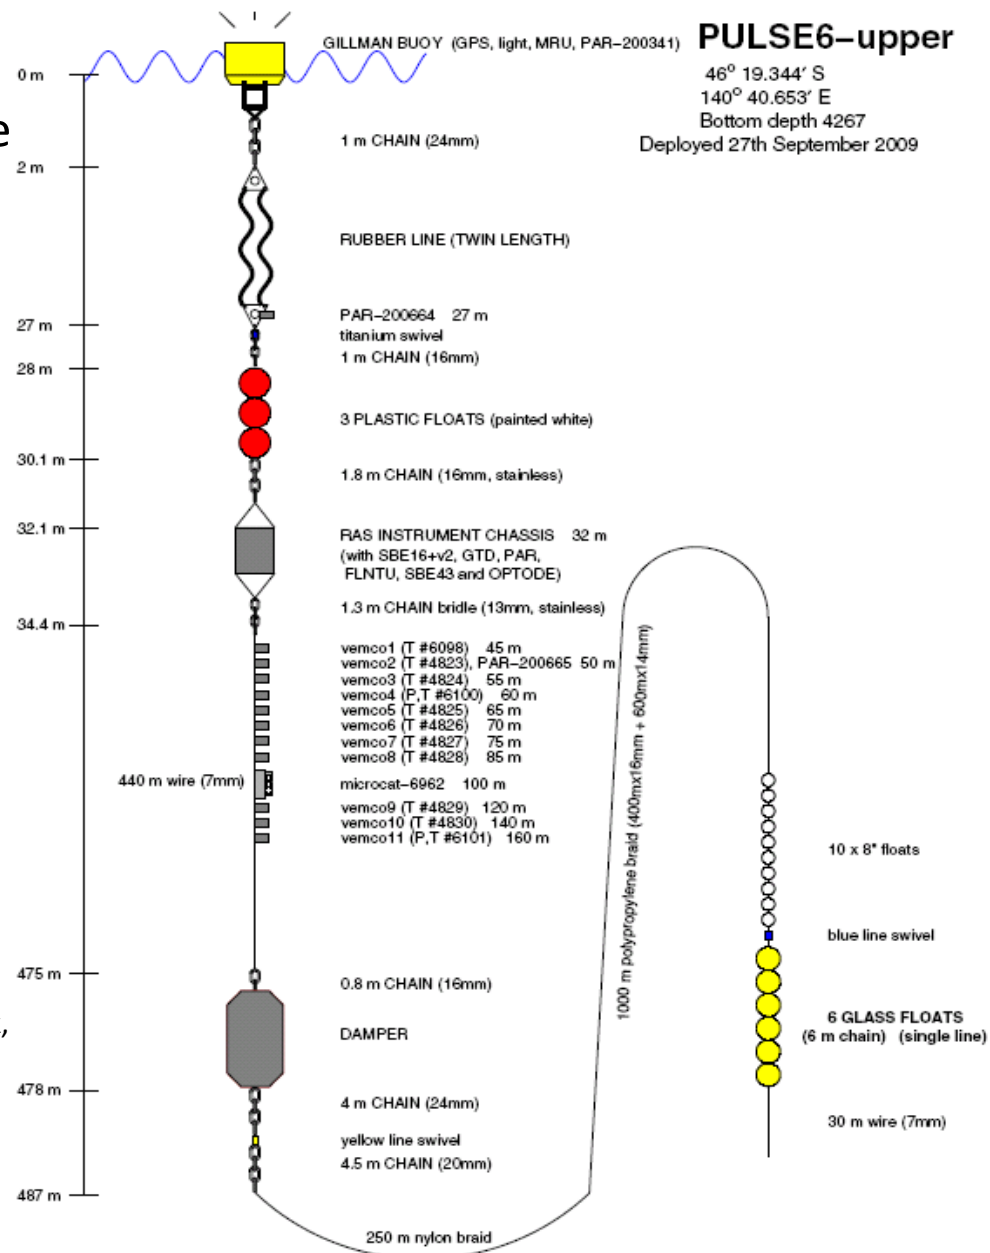 PULSE6-upper
46° 19.344' S
140° 40.653' E
Bottom depth 4267
Deployed 27th September 2009
GILLMAN BUOY (GPS, light, MRU, PAR-200341)
0 m
e
1 m CHAIN (24mm)
2 m
RUBBER LINE (TWIN LENGTH)
PAR-200664 27 m
27 m
titanium swivel
1 m CHAIN (16mm)
28 m
3 PLASTIC FLOATS (painted white)
30.1 m
1.8 m CHAIN (16mm, stainless)
32.1 m
RAS INSTRUMENT CHASSIS 32 m
(with SBE16+v2, GTD, PAR,
FLNTU, SBE43 and OPTODE)
1.3 m CHAIN bridle (13mm, stainless)
34.4 m
vemco1 (T #6098) 45 m
vemco2 (T #4823), PAR-200665 50 m
vemco3 (T #4824) 55 m
vemco4 (P,T #6100) 60 m
vemco5 (T #4825) 65 m
vemco6 (T #4826) 70 m
vemco7 (T #4827) 75 m
vemco8 (T #4828) 85 m
440 m wire (7mm)
microcat-6962 100 m
vemco9 (T #4829) 120 m
vemco10 (T #4830) 140 m
vemco11 (P,T #6101) 160 m
475 m
0.8 m CHAIN (16mm)
,
DAMPER
478 m
4 m CHAIN (24mm)
yellow line swivel
4.5 m CHAIN (20mm)
487 m
250 m nylon braid
1000 m polypropylene braid (400mx16mm + 600mx14mm)
10 x 8" floats
blue line swivel
6 GLASS FLOATS
(6 m chain) (single line)
30 m wire (7mm)